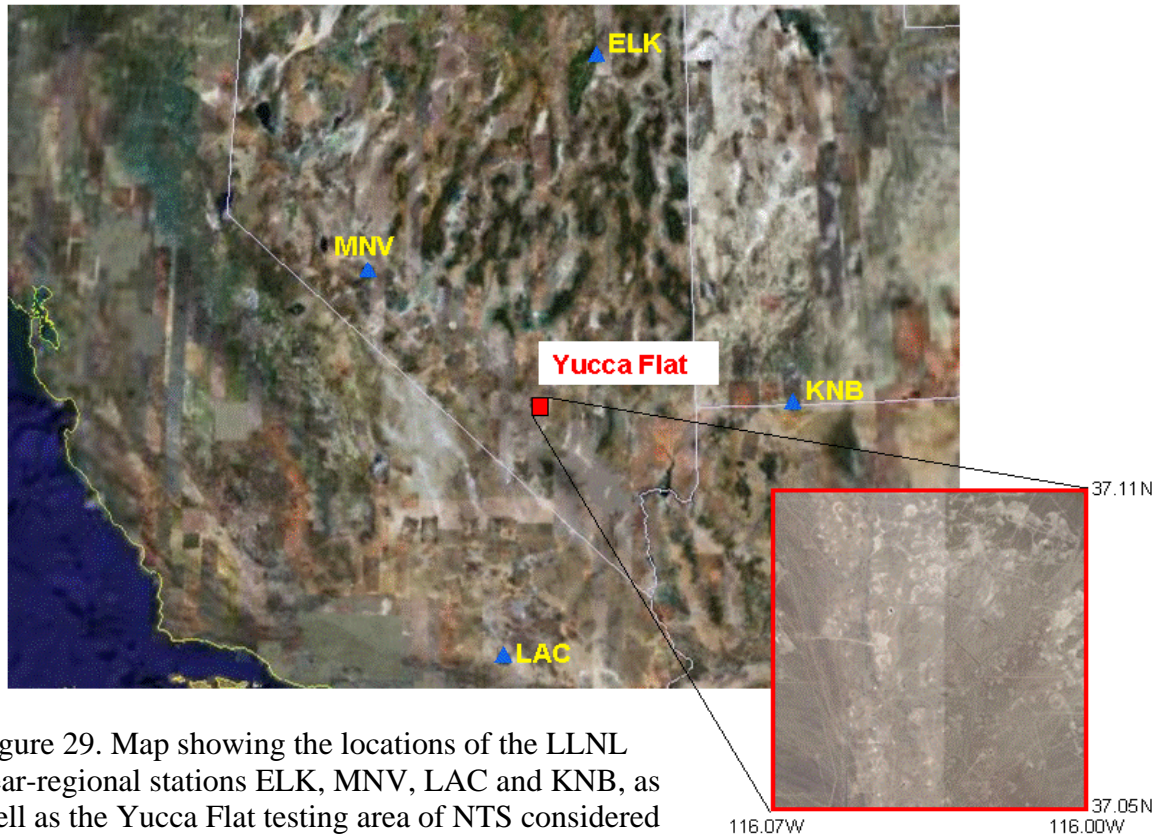 ELK
MNV
Yucca Flat
KNB
LAC
37.11N
37.05N
116.07W 116.00W
igure 29. Map showing the locations of the LLNL
ear-regional stations ELK, MNV, LAC and KNB, as
ell as the Yucca Flat testing area of NTS considered